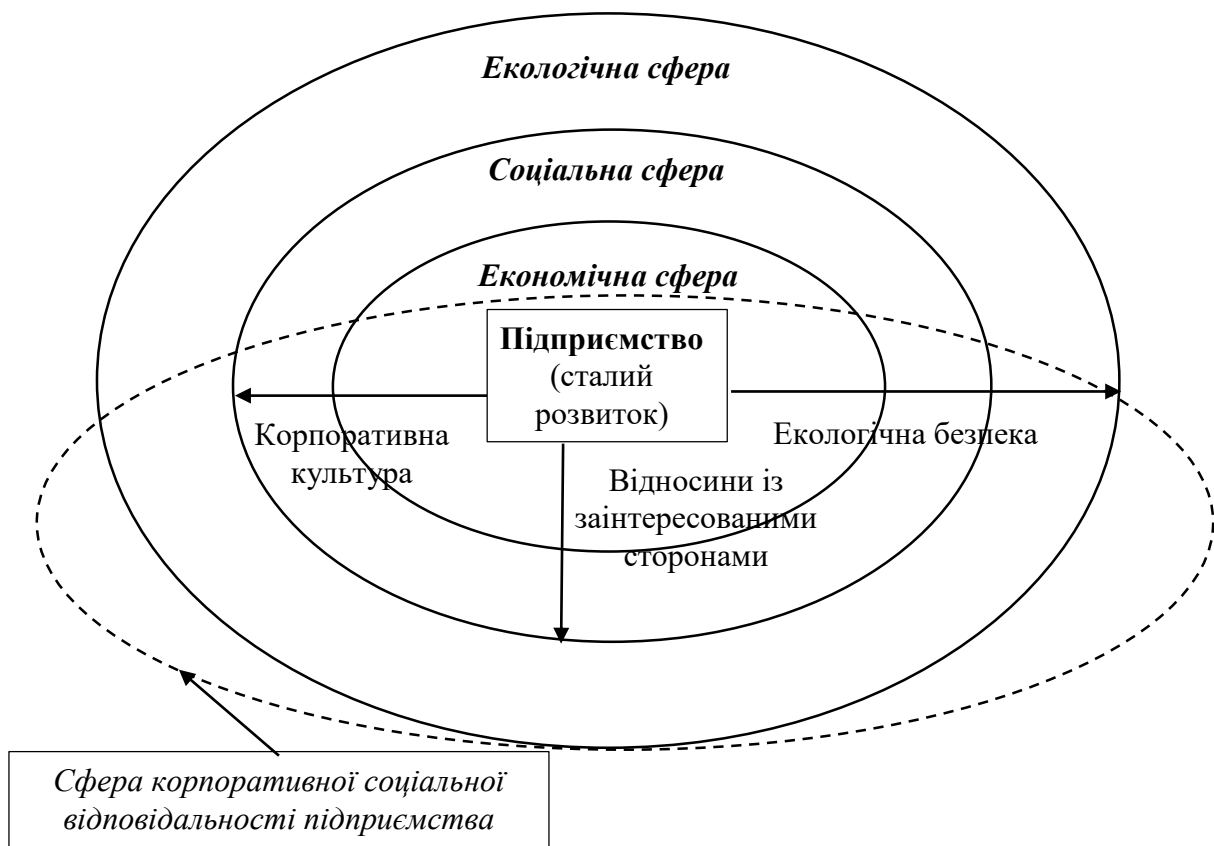 Екологічна сфера
Соціальна сфера
Економічна сфера
Підприємство
(сталий
розвиток)
Корпоративна
культура
Екологічна безпека
Відносини із
заінтересованими
сторонами
Сфера корпоративної соціальної
відповідальності підприємства